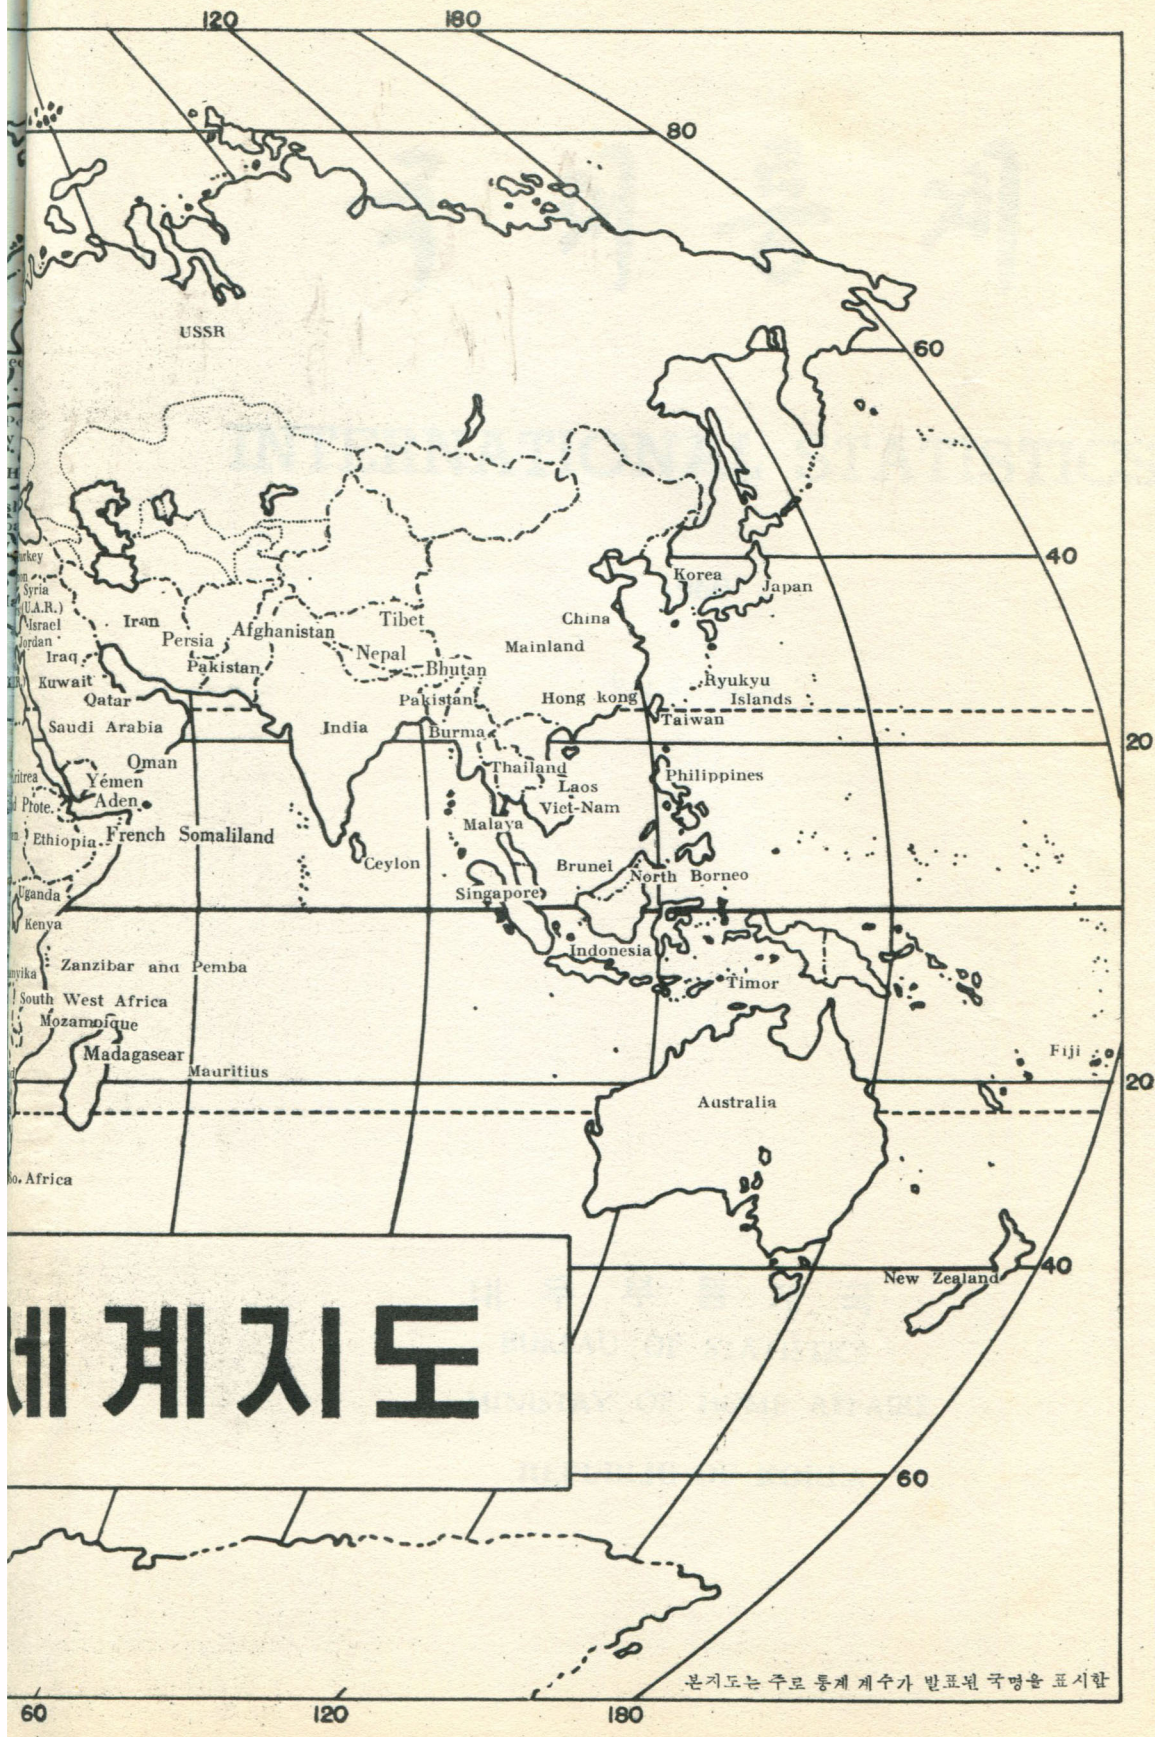 120 180
80
USSR
60
40
Korea
Japan
Syria
(U.A.R.)
Israel
Jordan
Iran
Persia
Afghanistan
Tibet
China
Mainland
Iraq
Nepal
Kuwait
Pakistan
Bhutan
Ryukyu
Islands
Qatar
Pakistan
Hong kong
Saudi Arabia
India
Burma
Taiwan
20
Oman
Thailand
Philippines
Yémen
Laos
Aden
Viet-Nam
Ethiopia
French Somaliland
Malaya
Ceylon
Brunei
North Borneo
Uganda
Singapore
Kenya
Indonesia
Zanzibar and Pemba
Timor
South West Africa
Mozambique
Madagasear
Mauritius
Fiji
20
Australia
So. Africa
New Zealand
40
세계지도
60
본지도는 주로 통계 계수가 발표된 국명을 표시함
60 120 180